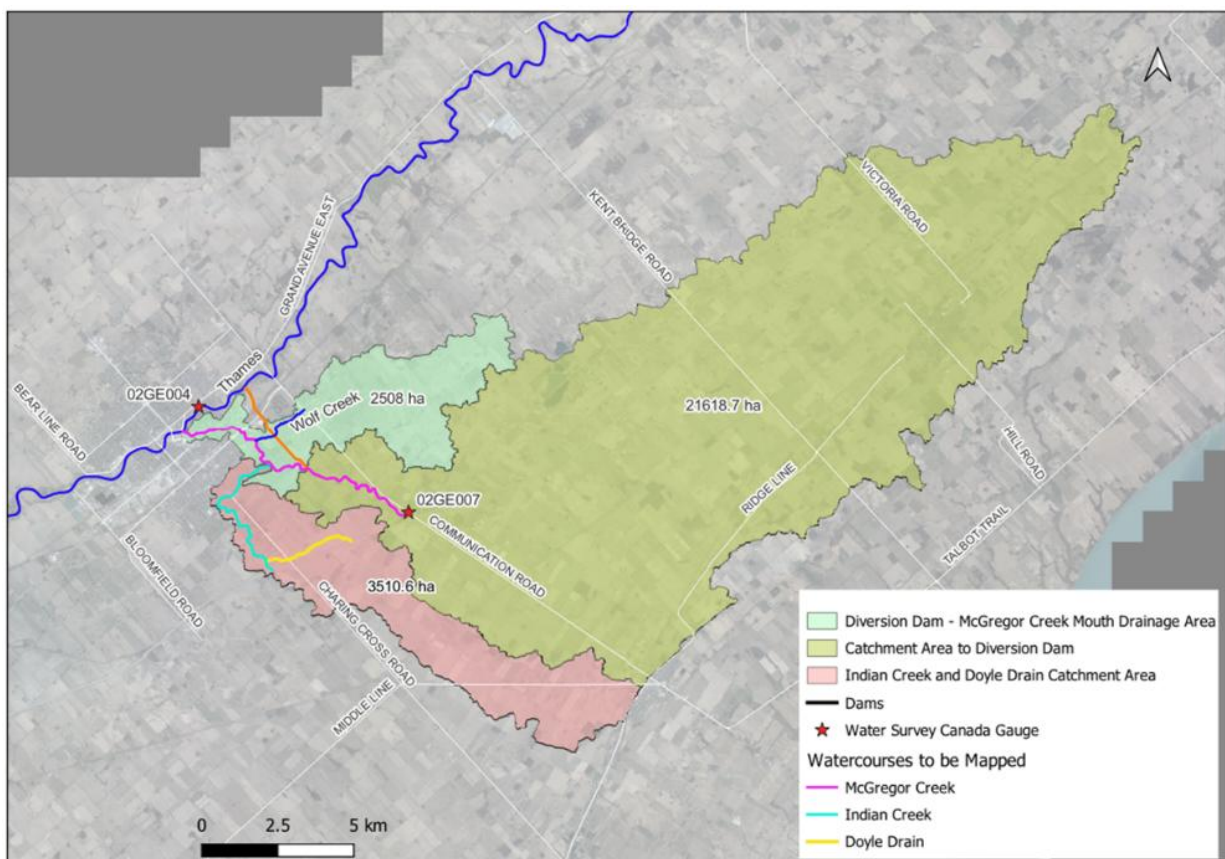 GRAND AVENUE EAST
KENT BRIDGE ROAD
VICTORIA ROAD
Thames
02GE004
BEAR LINE ROAD
Wolf Creek
2508 ha
21618.7 ha
HILL ROAD
RIDGE LINE
02GE007
COMMUNICATION ROAD
TALBOT TRAIL
BLOOMFIELD ROAD
3510.6 ha
CHARING CROSS ROAD
MIDDLE LINE
Diversion Dam - McGregor Creek Mouth Drainage Area
Catchment Area to Diversion Dam
Indian Creek and Doyle Drain Catchment Area
Dams
Water Survey Canada Gauge
Watercourses to be Mapped
McGregor Creek
Indian Creek
Doyle Drain
0 2.5 5 km